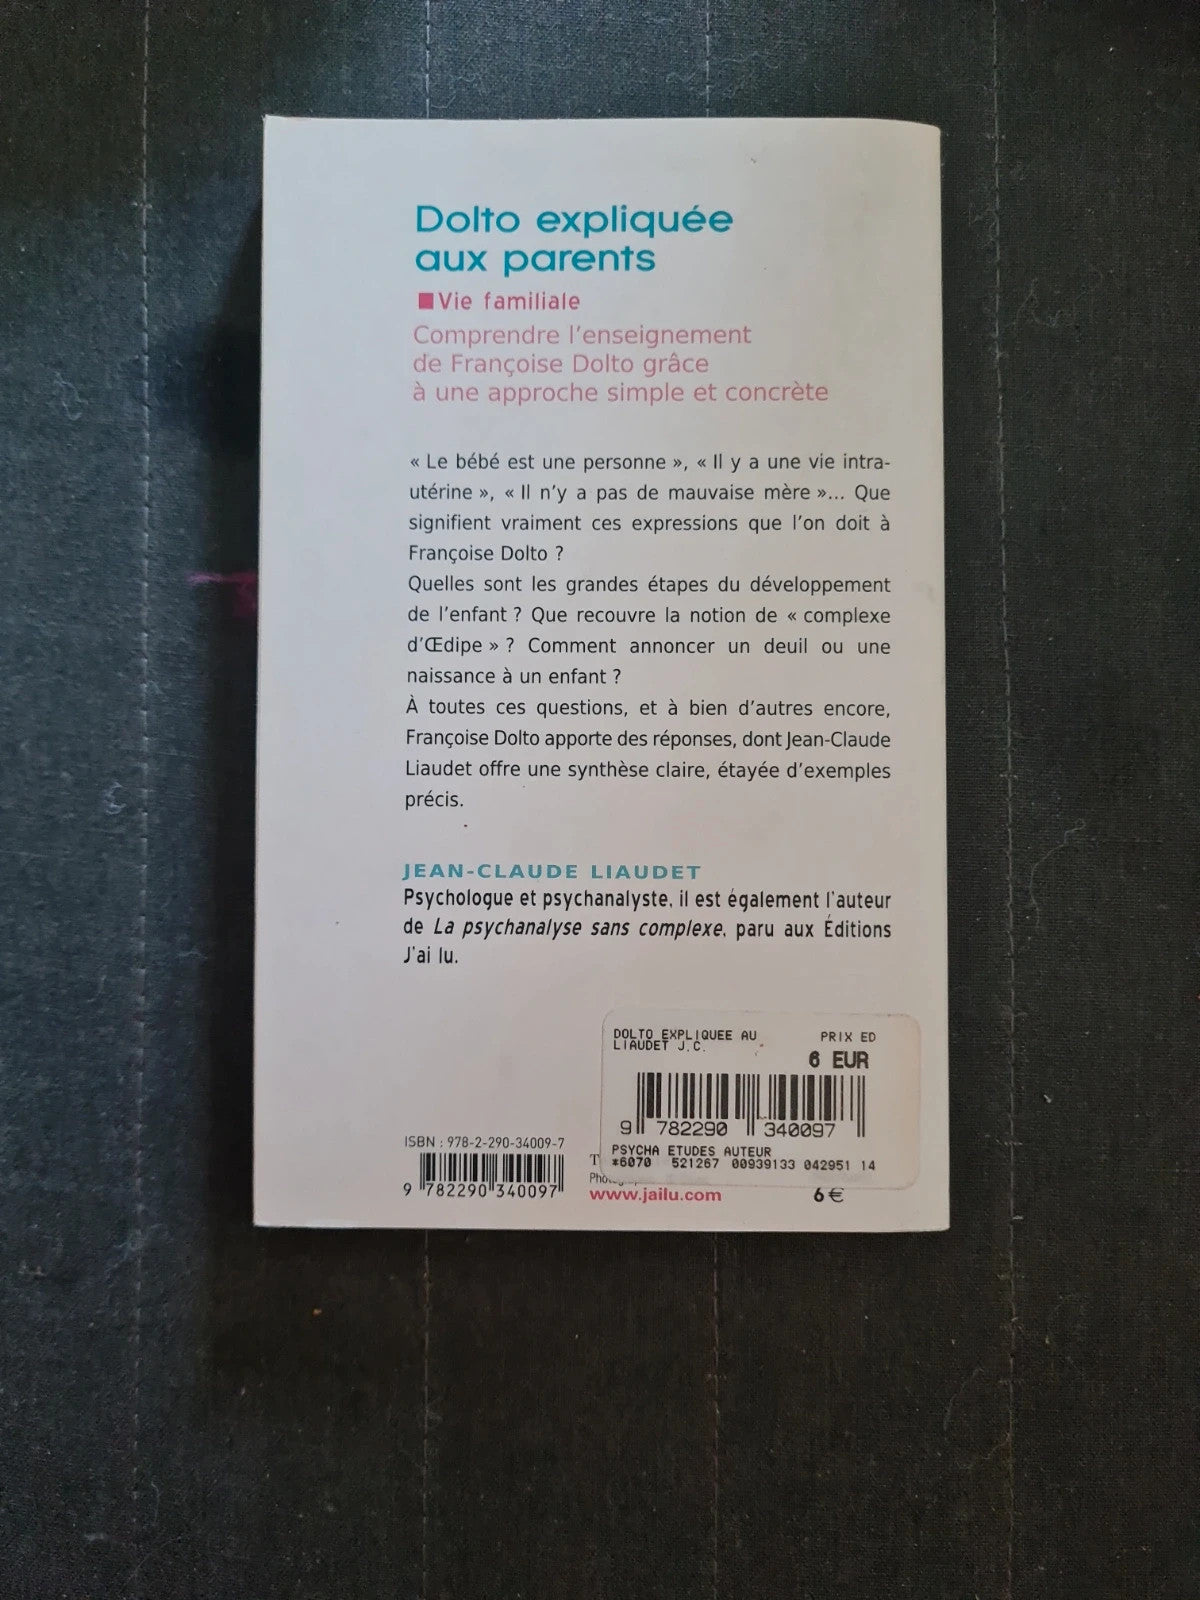 Dolto expliquée
aux parents
Vie familiale
Comprendre l'enseignement
de Françoise Dolto grâce
à une approche simple et concrète
« Le bébé est une personne », « Il y a une vie intra-
utérine », « Il n'y a pas de mauvaise mère »... Que
signifient vraiment ces expressions que l'on doit à
Françoise Dolto ?
Quelles sont les grandes étapes du développement
de l'enfant ? Que recouvre la notion de « complexe
d'Œdipe » ? Comment annoncer un deuil ou une
naissance à un enfant ?
À toutes ces questions, et à bien d'autres encore,
Françoise Dolto apporte des réponses, dont Jean-Claude
Liaudet offre une synthèse claire, étayée d'exemples
précis.
JEAN-CLAUDE LIAUDET
Psychologue et psychanalyste, il est également l'auteur
de La psychanalyse sans complexe, paru aux Éditions
J'ai lu.
DOLTO EXPLIQUEE AU PRIX ED
LIAUDET J.C.
6 EUR
9 782290 340097
PSYCHA ETUDES AUTEUR
*6070 521267 00939133 042951 14
ISBN : 978-2-290-34009-7
9 782290 340097
www.jailu.com
6 €